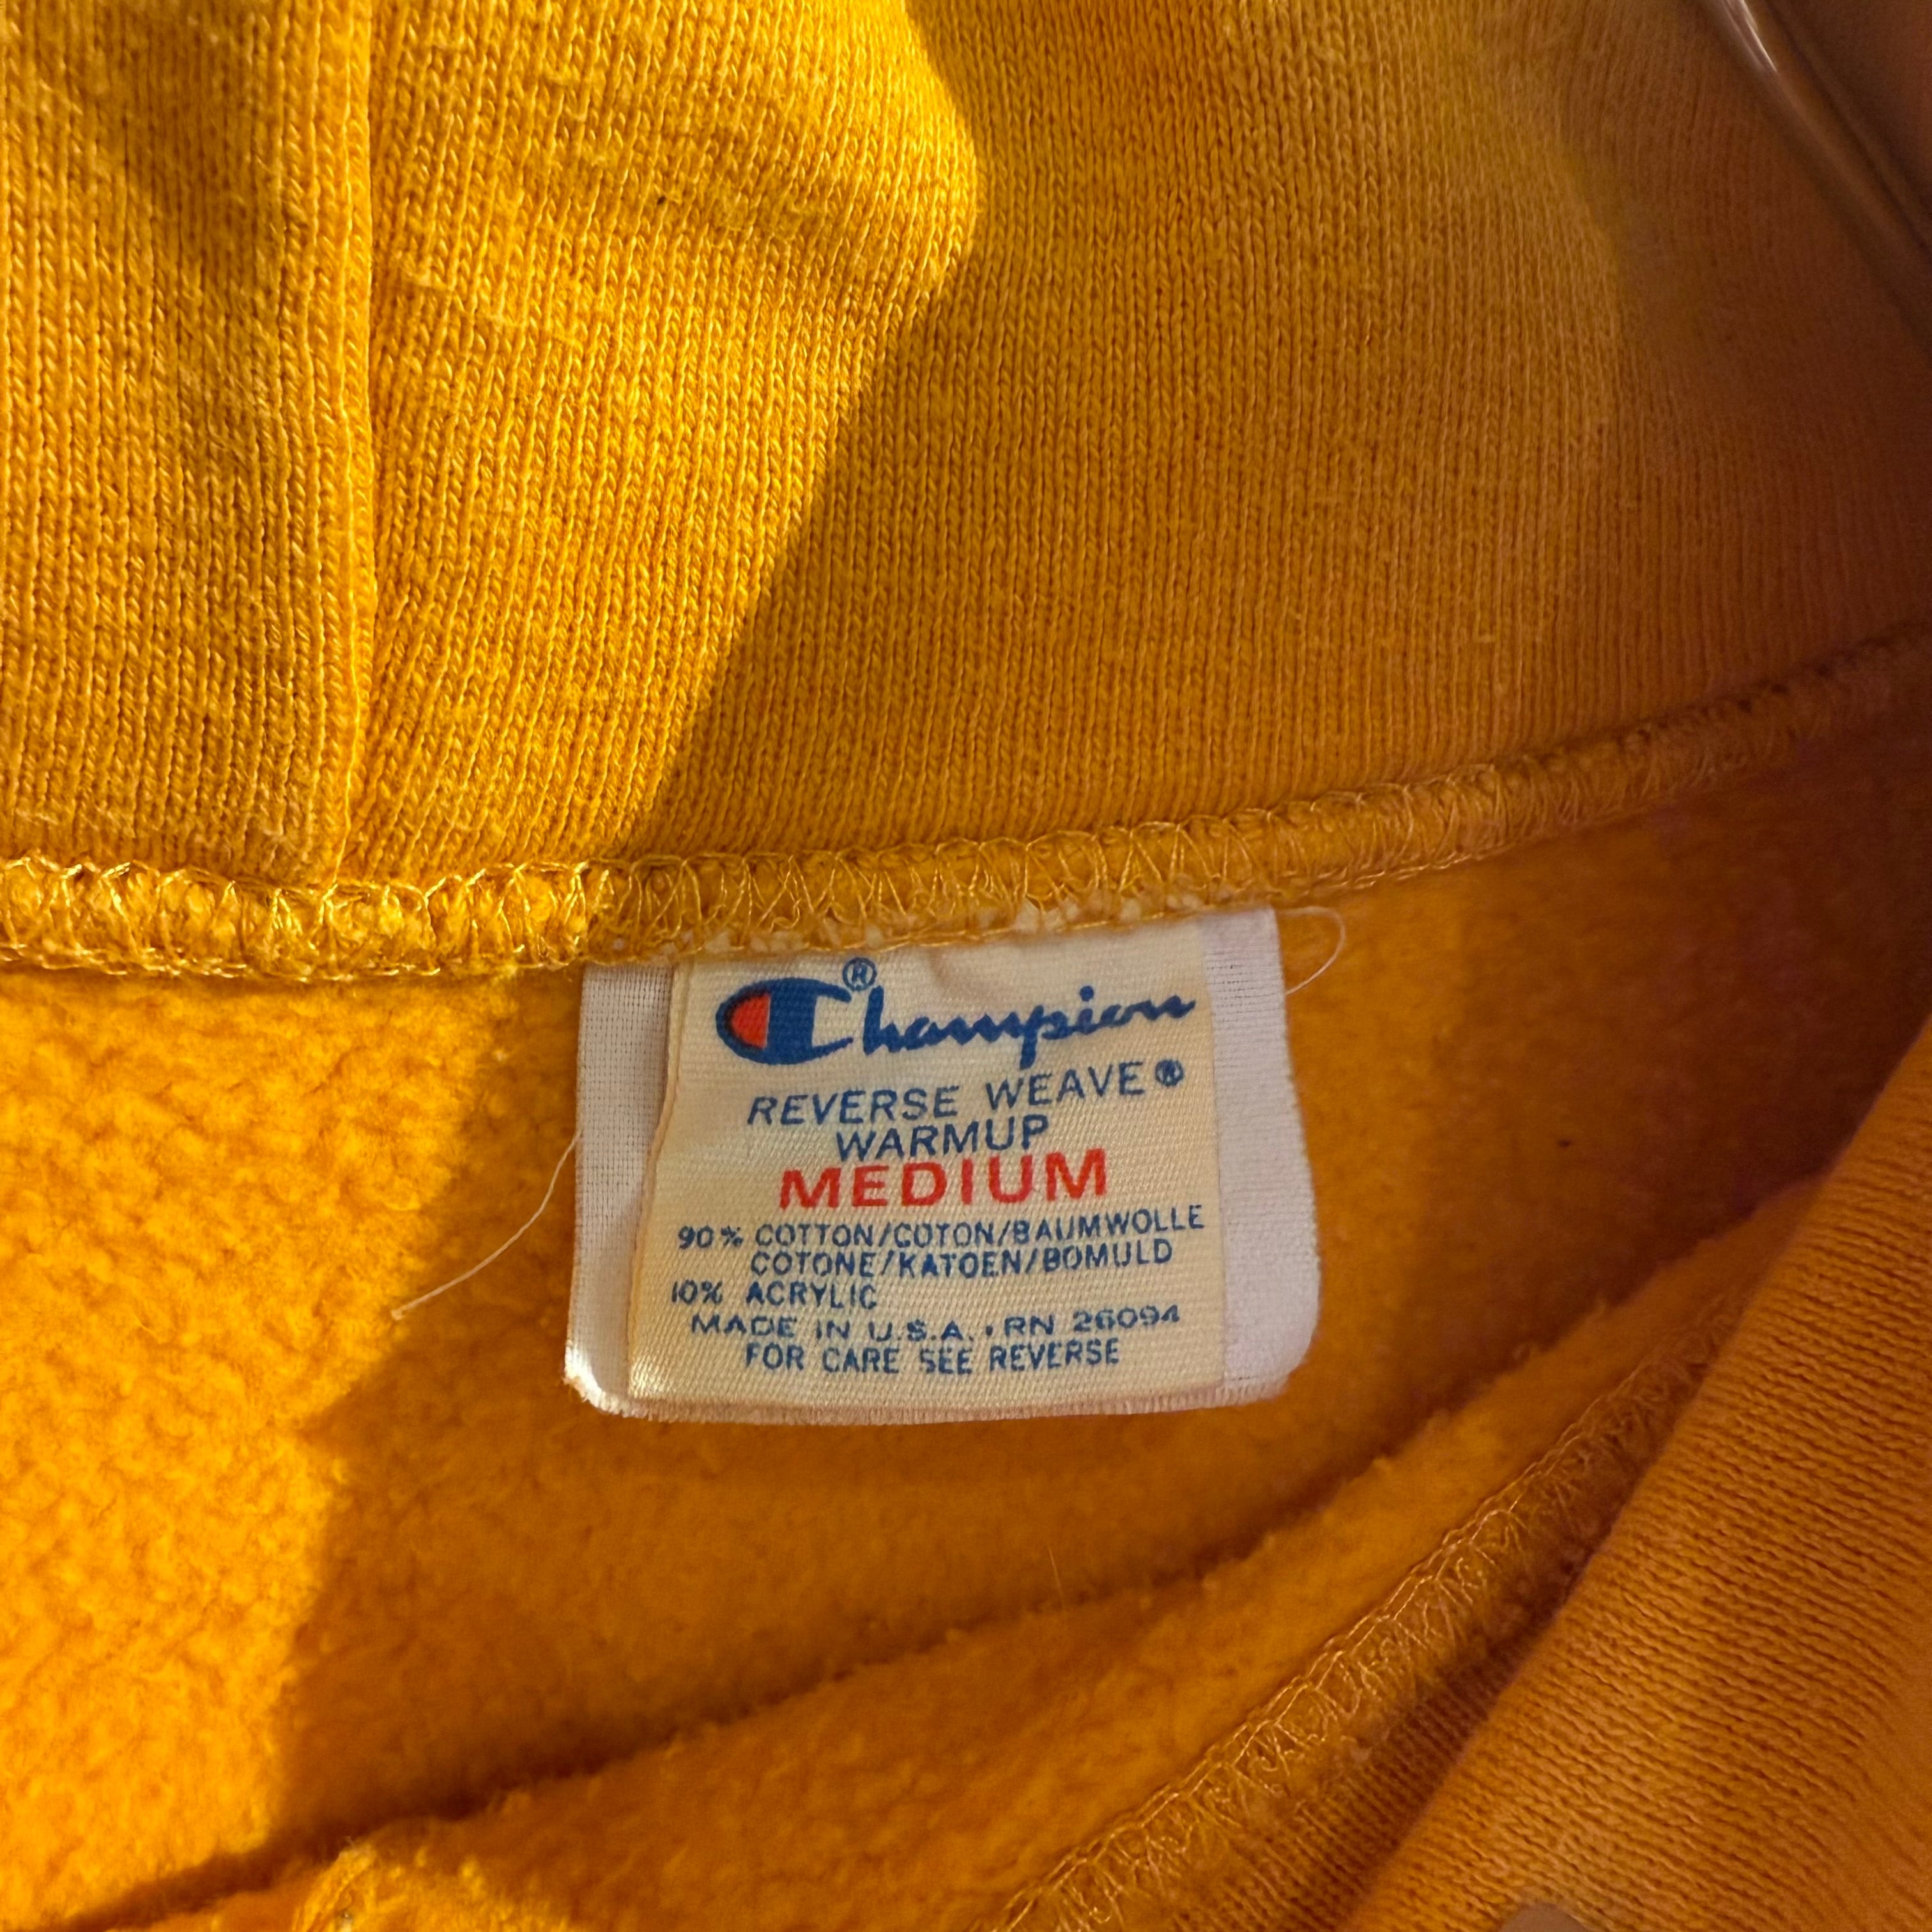 Champion®
REVERSE WEAVE®
WARMUP
MEDIUM
90% COTTON/COTON/BAUMWOLLE
COTONE/KATOEN/BOMULD
10% ACRYLIC
MADE IN U.S.A. • RN 26094
FOR CARE SEE REVERSE